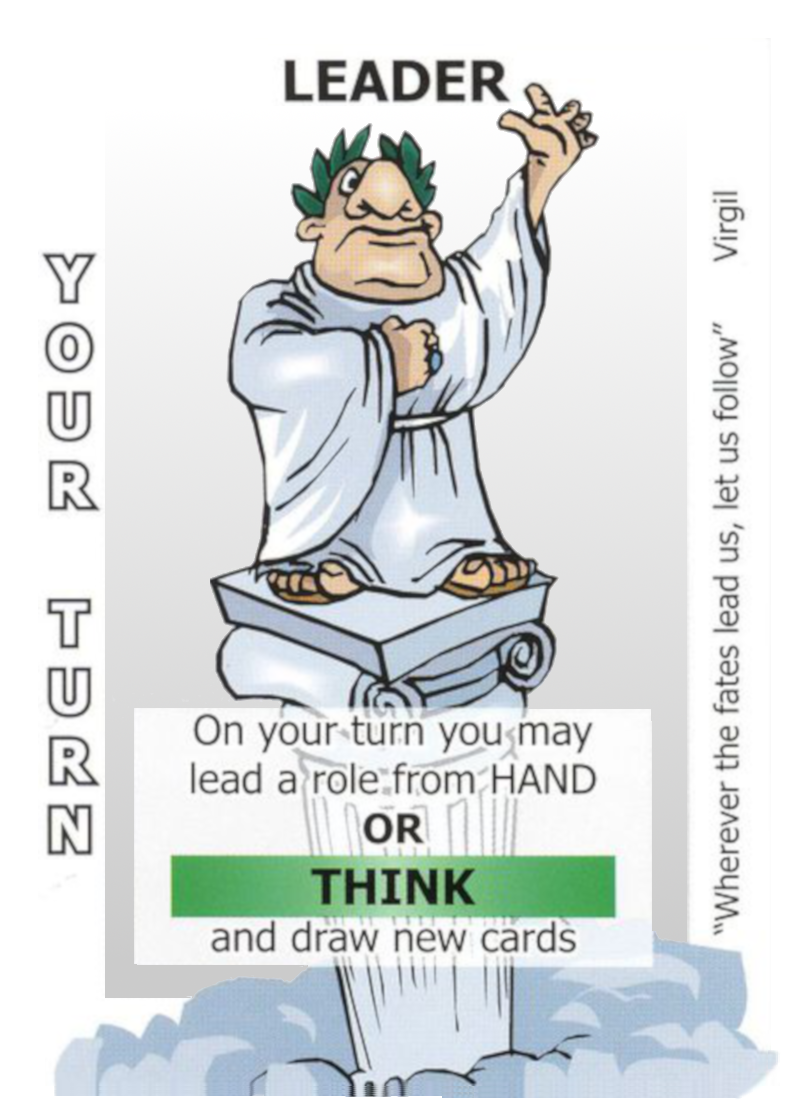 LEADER
YOUR TURN
On your turn you may
lead a role from HAND
OR
THINK
and draw new cards
“Wherever the fates lead us, let us follow” Virgil